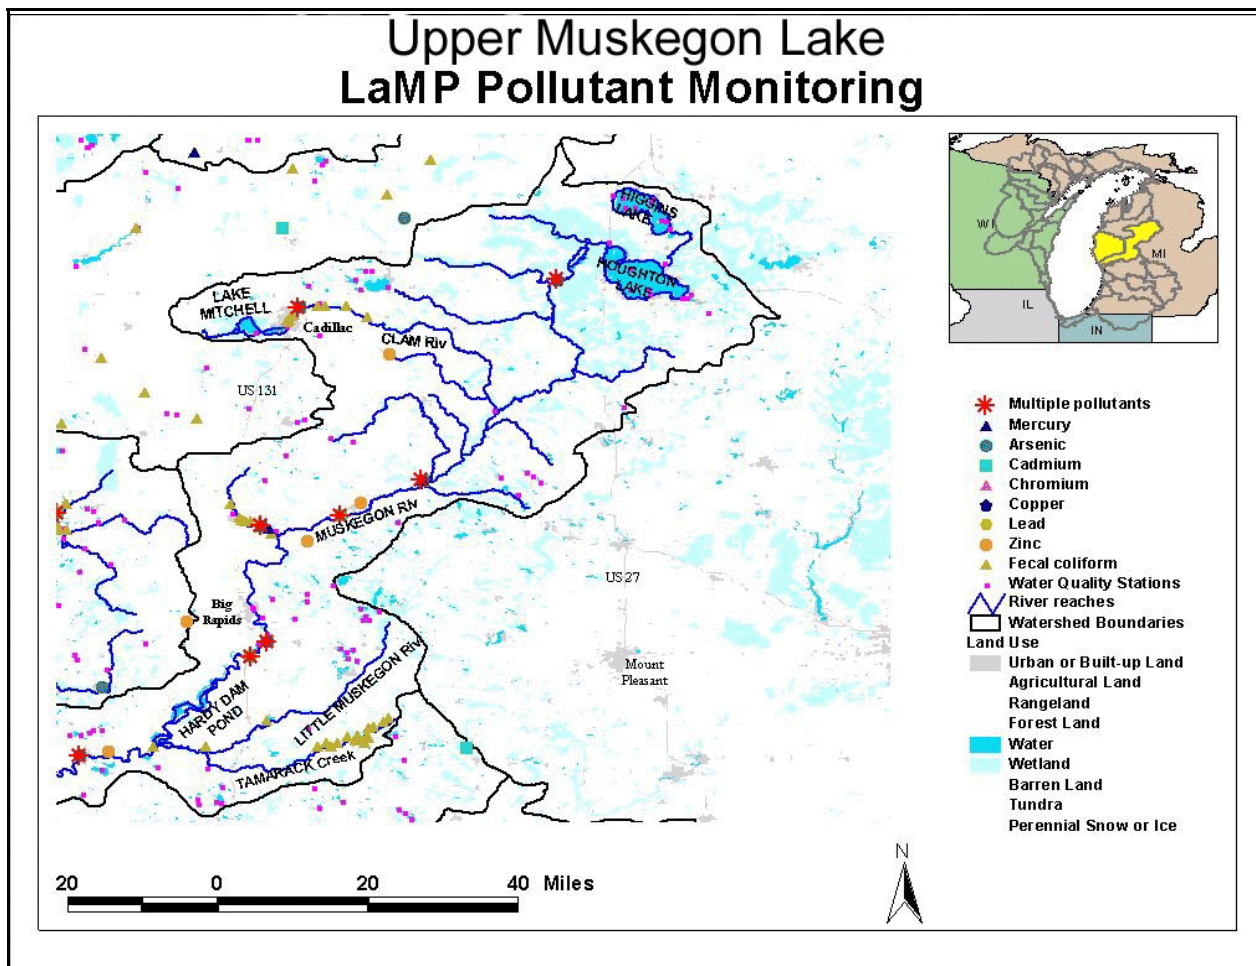 Upper Muskegon Lake
LaMP Pollutant Monitoring
HIGGINS
LAKE
HOUGHTON
LAKE
LAKE
MITCHELL
Cadillac
CLAM Riv
US 131
MUSKEGON Riv
US 27
Big
Rapids
Mount
Pleasant
HARDY DAM
POND
LITTLE MUSKEGON Riv
TAMARACK Creek
WI
MI
IL
IN
Multiple pollutants
Mercury
Arsenic
Cadmium
Chromium
Copper
Lead
Zinc
Fecal coliform
Water Quality Stations
River reaches
Watershed Boundaries
Land Use
Urban or Built-up Land
Agricultural Land
Rangeland
Forest Land
Water
Wetland
Barren Land
Tundra
Perennial Snow or Ice
20 0 20 40 Miles
N